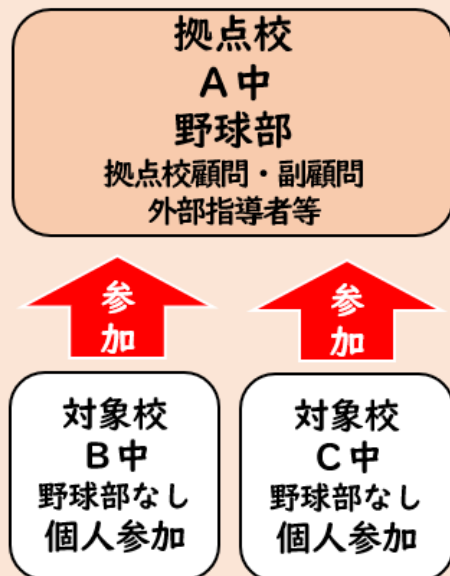 拠点校
A中
野球部
拠点校顧問・副顧問
外部指導者等
参
加
参
加
対象校
B中
野球部なし
個人参加
対象校
C中
野球部なし
個人参加